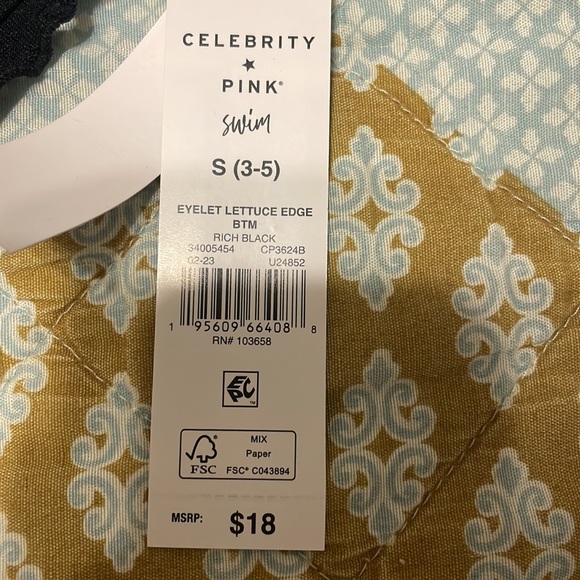 CELEBRITY
PINK®
swim
S (3-5)
EYELET LETTUCE EDGE
BTM
RICH BLACK
34005454 CP3624B
02-23 U24852
1 95609 66408 8
RN# 103658
EPC™
FSC
MIX
Paper
FSC® C043894
MSRP: $18